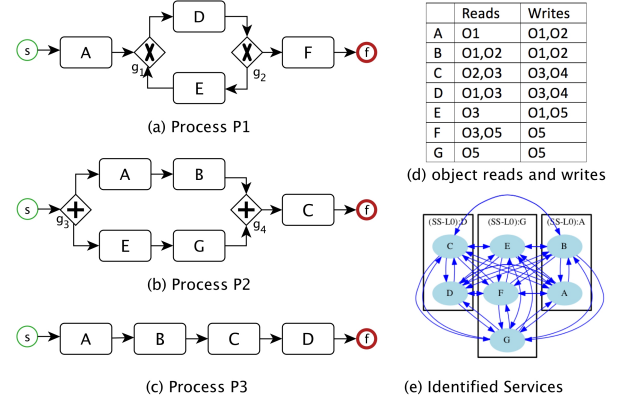 s A g1 D E g2 F f
(a) Process P1
s g3 A B E G g4 C f
(b) Process P2
s A B C D f
(c) Process P3
Reads Writes
A O1 O1,O2
B O1,O2 O1,O2
C O2,O3 O3,O4
D O1,O3 O3,O4
E O3 O1,O5
F O3,O5 O5
G O5 O5
(d) object reads and writes
(SS-L0):D (SS-L0):G (SS-L0):A
C E B
D F A
G
(e) Identified Services